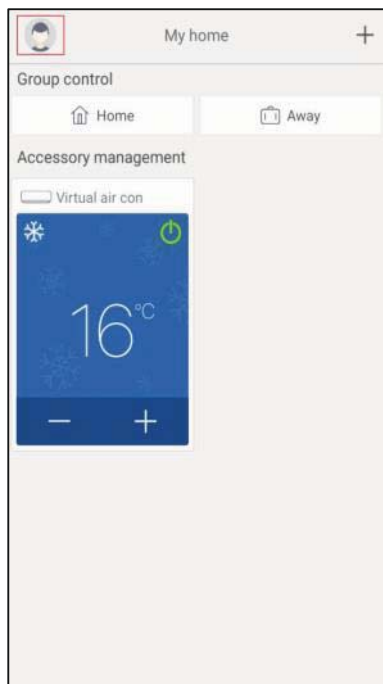 My home
Group control
Home
Away
Accessory management
Virtual air con
16°C